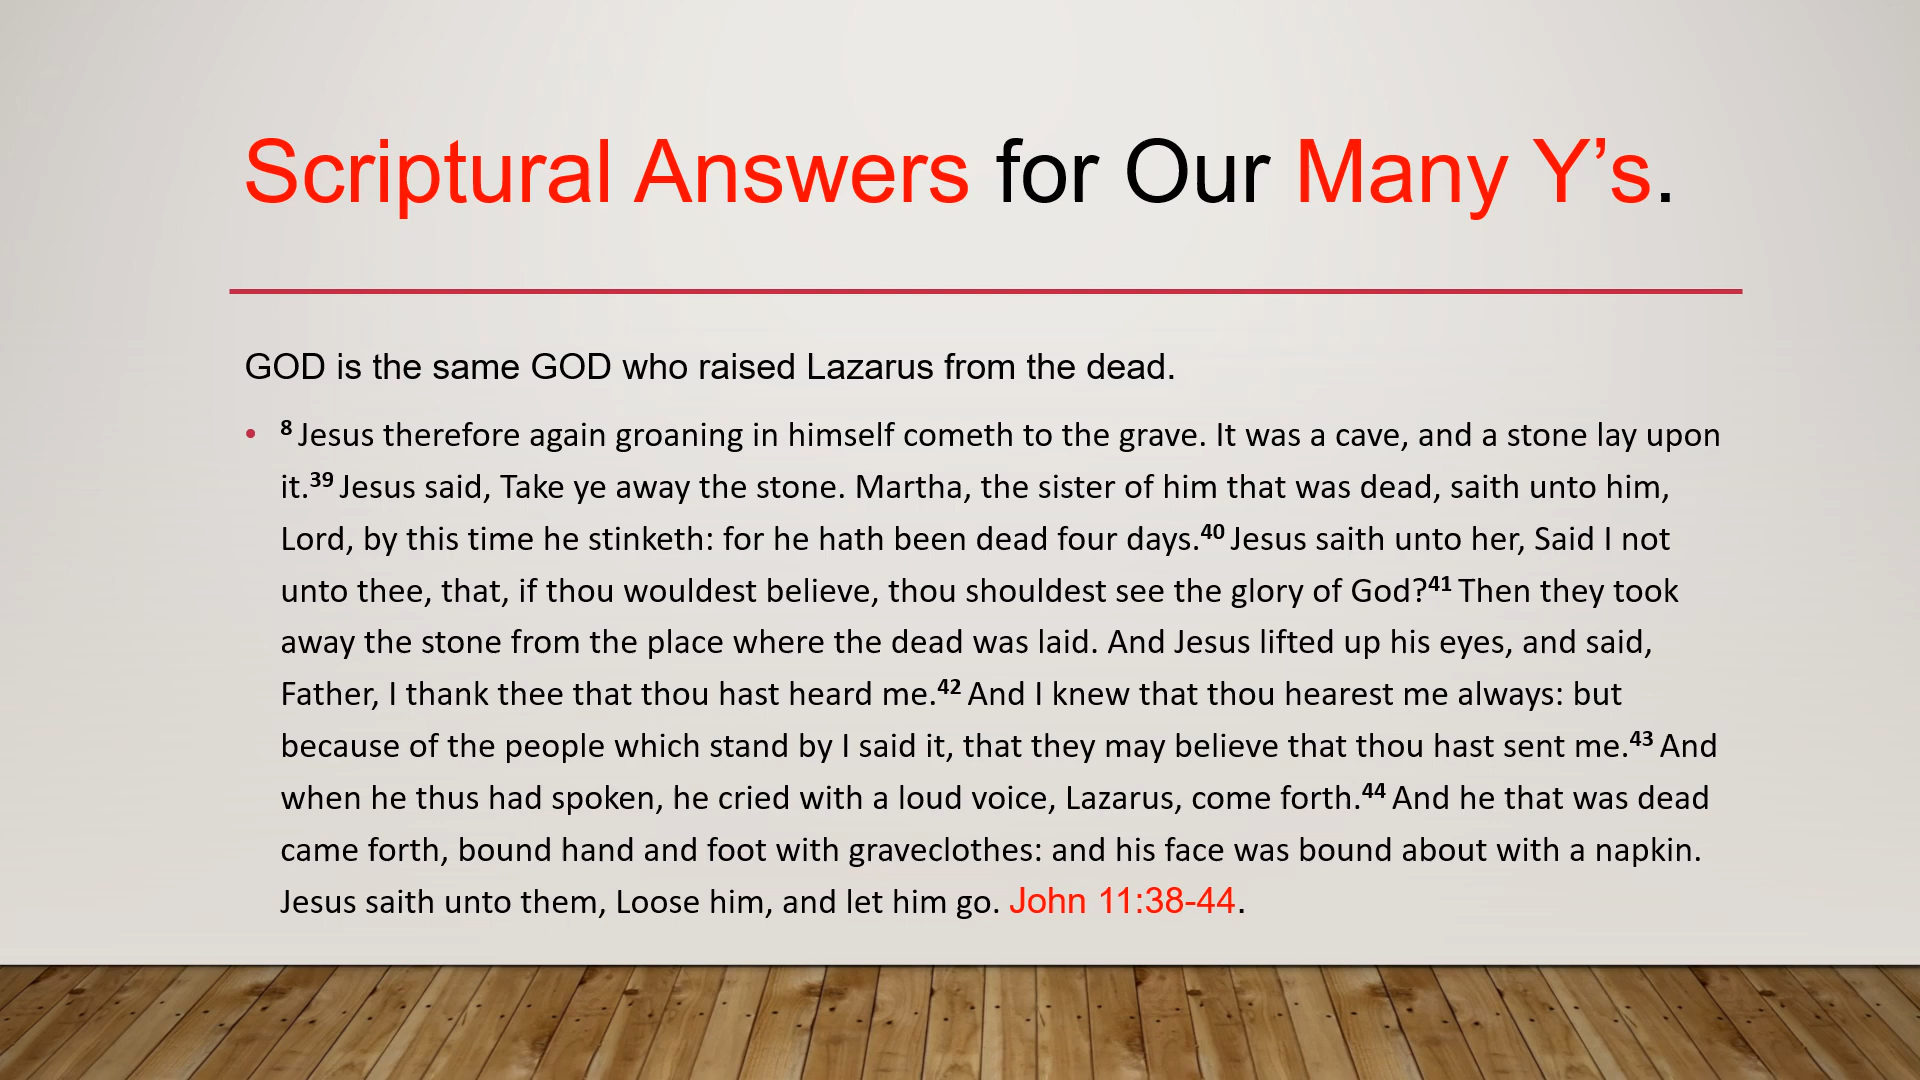 Scriptural Answers for Our Many Y’s.
GOD is the same GOD who raised Lazarus from the dead.
• 8 Jesus therefore again groaning in himself cometh to the grave. It was a cave, and a stone lay upon
it.39 Jesus said, Take ye away the stone. Martha, the sister of him that was dead, saith unto him,
Lord, by this time he stinketh: for he hath been dead four days.40 Jesus saith unto her, Said I not
unto thee, that, if thou wouldest believe, thou shouldest see the glory of God?41 Then they took
away the stone from the place where the dead was laid. And Jesus lifted up his eyes, and said,
Father, I thank thee that thou hast heard me.42 And I knew that thou hearest me always: but
because of the people which stand by I said it, that they may believe that thou hast sent me.43 And
when he thus had spoken, he cried with a loud voice, Lazarus, come forth.44 And he that was dead
came forth, bound hand and foot with graveclothes: and his face was bound about with a napkin.
Jesus saith unto them, Loose him, and let him go. John 11:38-44.